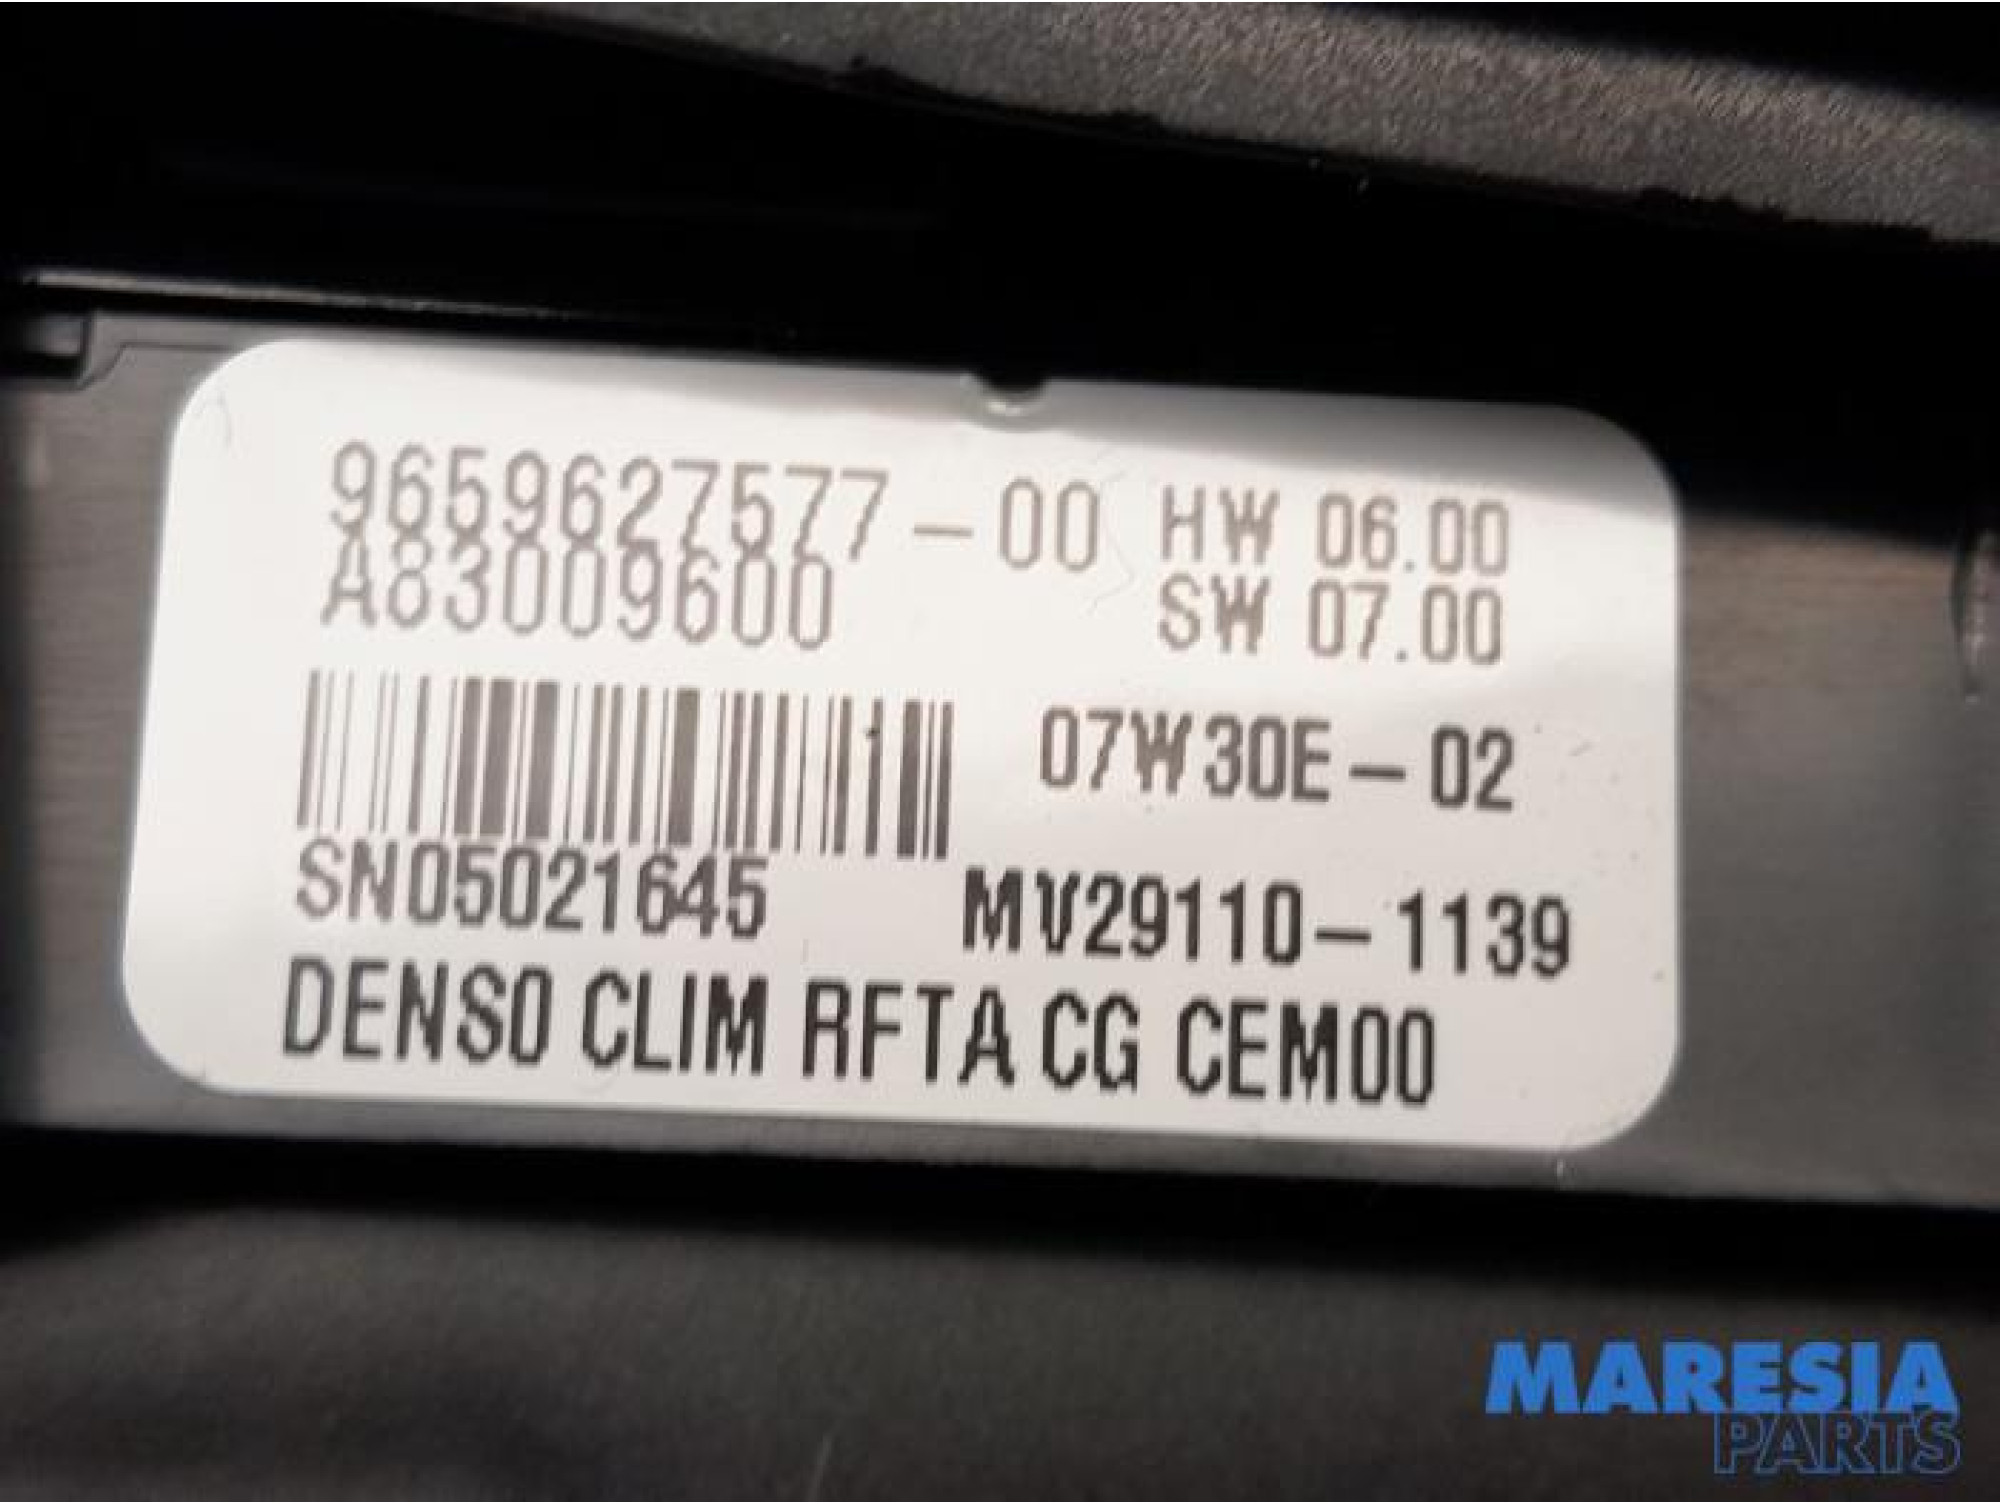 9659627577-00 HW 06.00
A83009600 SW 07.00
07W30E-02
SN05021645 MV29110-1139
DENSO CLIM RFTA CG CEM00
MARESIA
PARTS